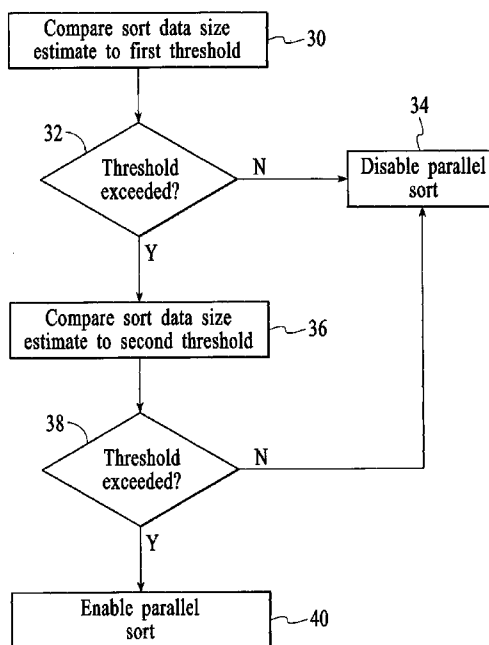 Compare sort data size
estimate to first threshold
30
32
34
Threshold
exceeded?
N
Disable parallel
sort
Y
Compare sort data size
estimate to second threshold
36
38
Threshold
exceeded?
N
Y
Enable parallel
sort
40